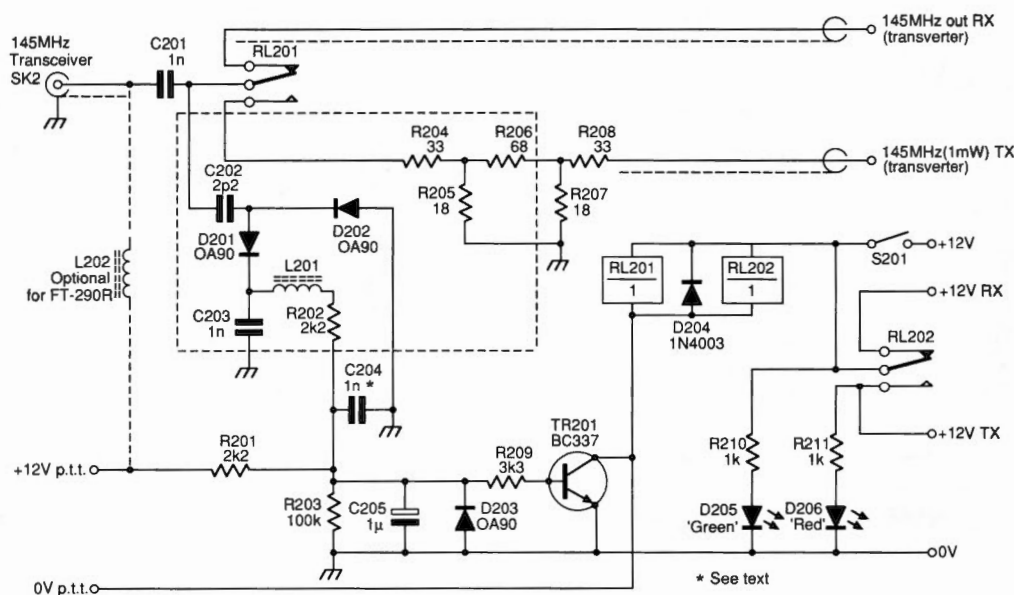 145MHz
Transceiver
SK2
C201
1n
RL201
145MHz out RX
(transverter)
R204
33
R206
68
R208
33
145MHz(1mW) TX
(transverter)
C202
2p2
R205
18
R207
18
D201
OA90
D202
OA90
L202
Optional
for FT-290R
L201
C203
1n
R202
2k2
RL201
1
RL202
1
D204
1N4003
S201
+12V
+12V RX
RL202
+12V TX
C204
1n *
TR201
BC337
R210
1k
R211
1k
R201
2k2
+12V p.t.t.
R209
3k3
R203
100k
C205
1µ
D203
OA90
D205
'Green'
D206
'Red'
0V
* See text
0V p.t.t.